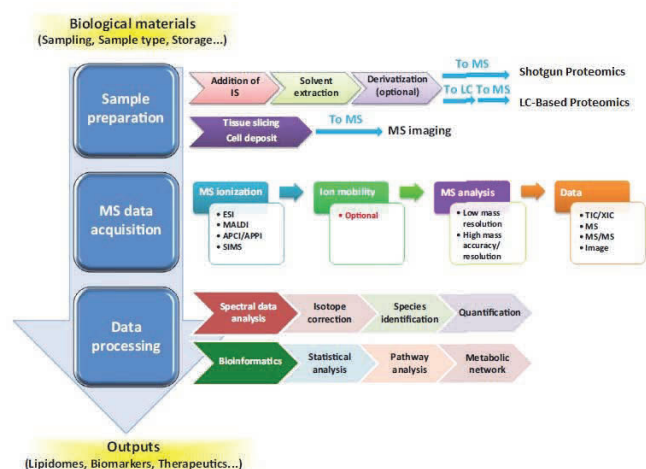 Biological materials
(Sampling, Sample type, Storage...)
Sample
preparation
Addition of
IS
Solvent
extraction
Derivatization
(optional)
To MS
Shotgun Proteomics
To LC To MS
LC-Based Proteomics
Tissue slicing
Cell deposit
To MS
MS imaging
MS data
acquisition
MS ionization
• ESI
• MALDI
• APCI/APPI
• SIMS
Ion mobility
• Optional
MS analysis
• Low mass
resolution
• High mass
accuracy/
resolution
Data
• TIC/XIC
• MS
• MS/MS
• Image
Data
processing
Spectral data
analysis
Isotope
correction
Species
identification
Quantification
Bioinformatics
Statistical
analysis
Pathway
analysis
Metabolic
network
Outputs
(Lipidomes, Biomarkers, Therapeutics...)